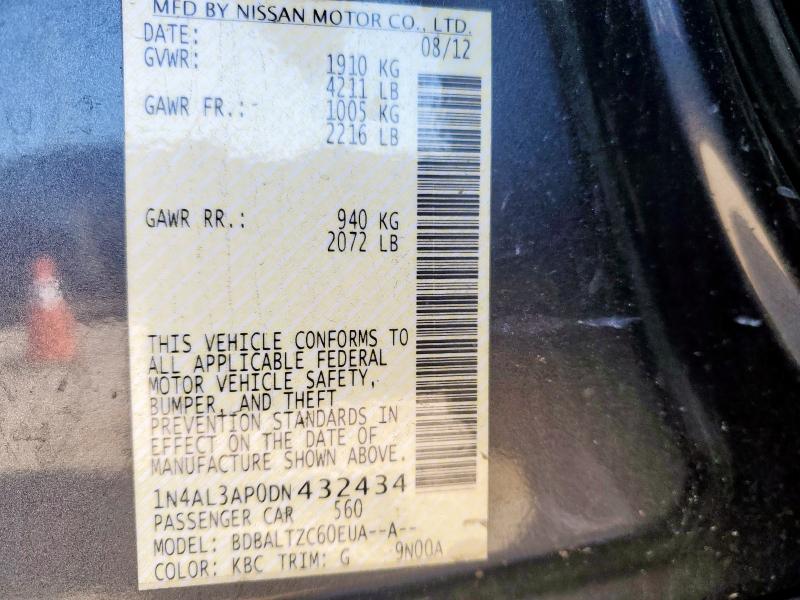 MFD BY NISSAN MOTOR CO., LTD.
DATE: 08/12
GVWR: 1910 KG
4211 LB
GAWR FR.: 1005 KG
2216 LB
GAWR RR.: 940 KG
2072 LB
THIS VEHICLE CONFORMS TO
ALL APPLICABLE FEDERAL
MOTOR VEHICLE SAFETY,
BUMPER, AND THEFT
PREVENTION STANDARDS IN
EFFECT ON THE DATE OF
MANUFACTURE SHOWN ABOVE.
1N4AL3AP0DN432434
PASSENGER CAR 560
MODEL: BDBALTZC60EUA--A--
COLOR: KBC TRIM: G 9N00A